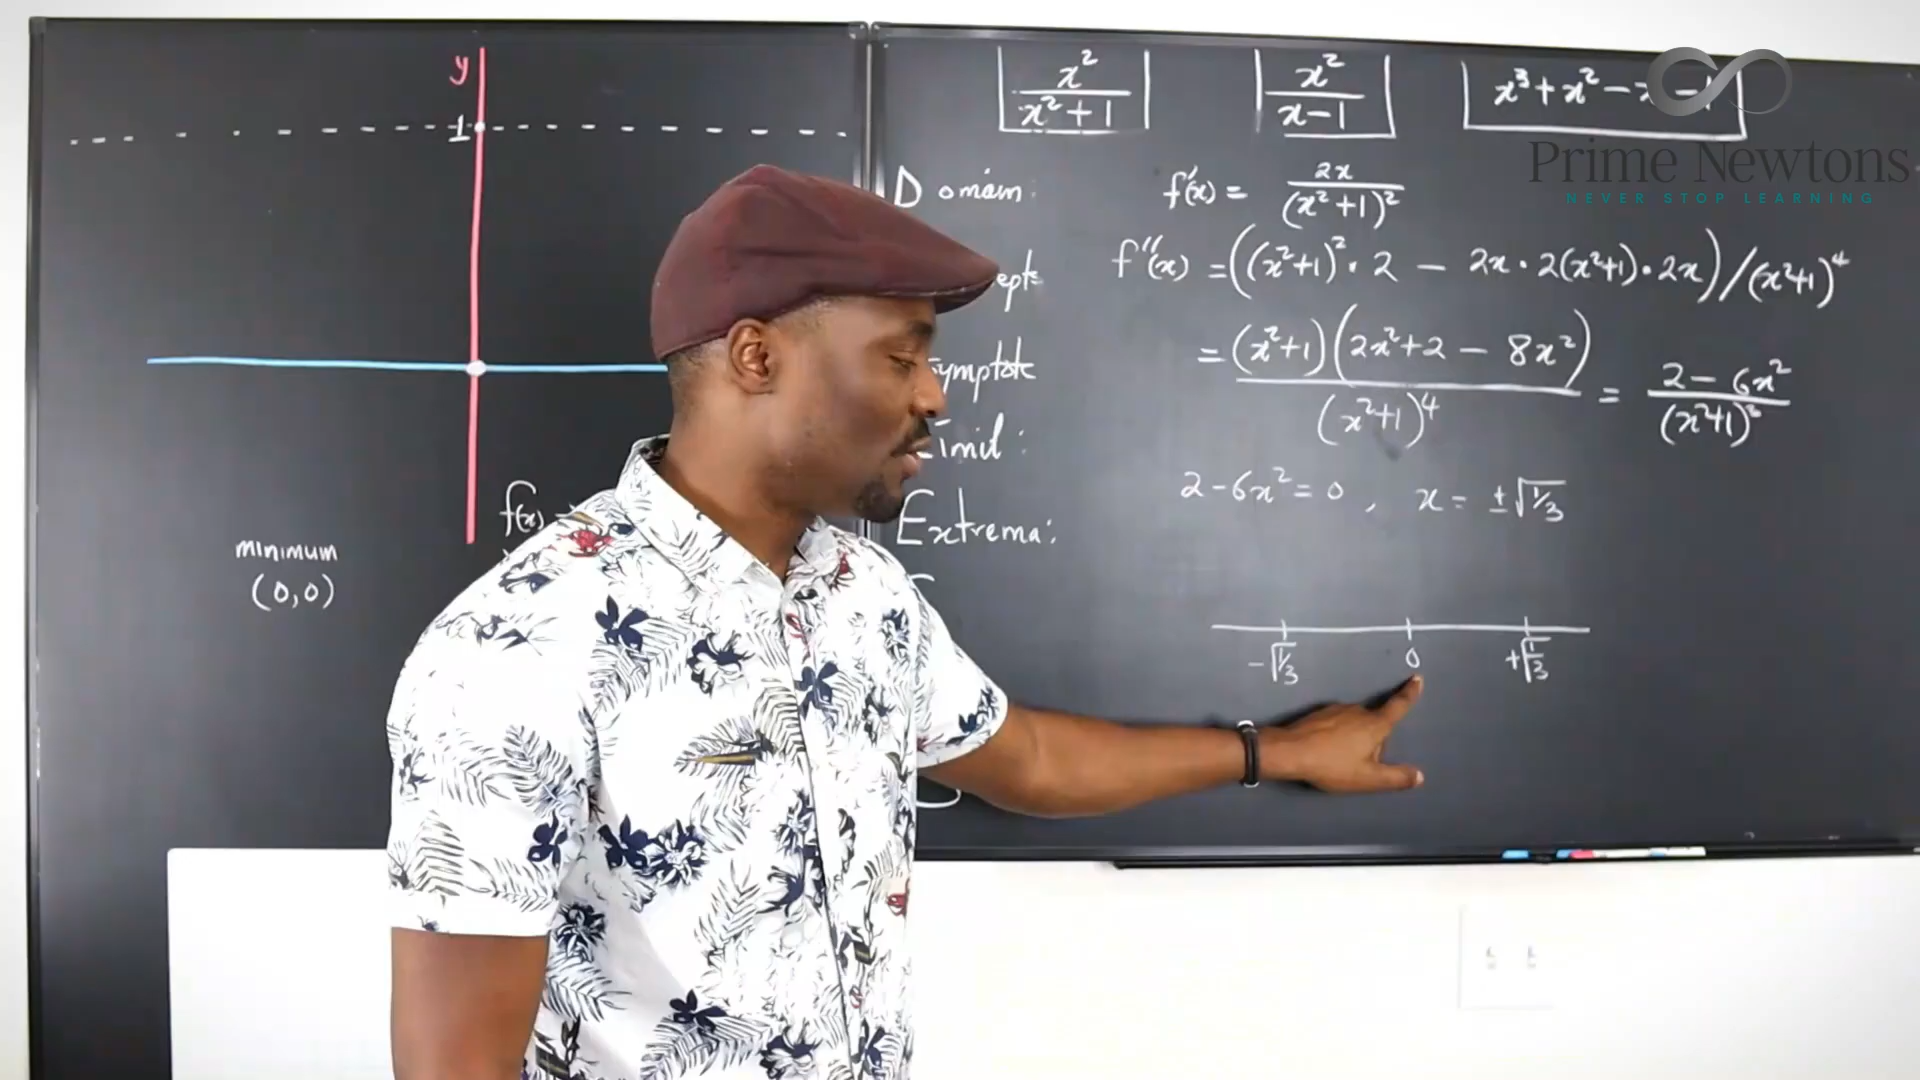 y
1
minimum
(0,0)
f(x)
x²/(x²+1)
x²/(x-1)
x³+x²-x-1
Prime Newtons
NEVER STOP LEARNING
Domain:
Extrema:
f'(x) = 2x/(x²+1)²
f''(x) = ((x²+1)²·2 - 2x·2(x²+1)·2x)/(x²+1)⁴
= (x²+1)(2x²+2 - 8x²)/(x²+1)⁴ = (2-6x²)/(x²+1)³
2-6x²=0, x = ±√1/3
-√1/3 0 +√1/3